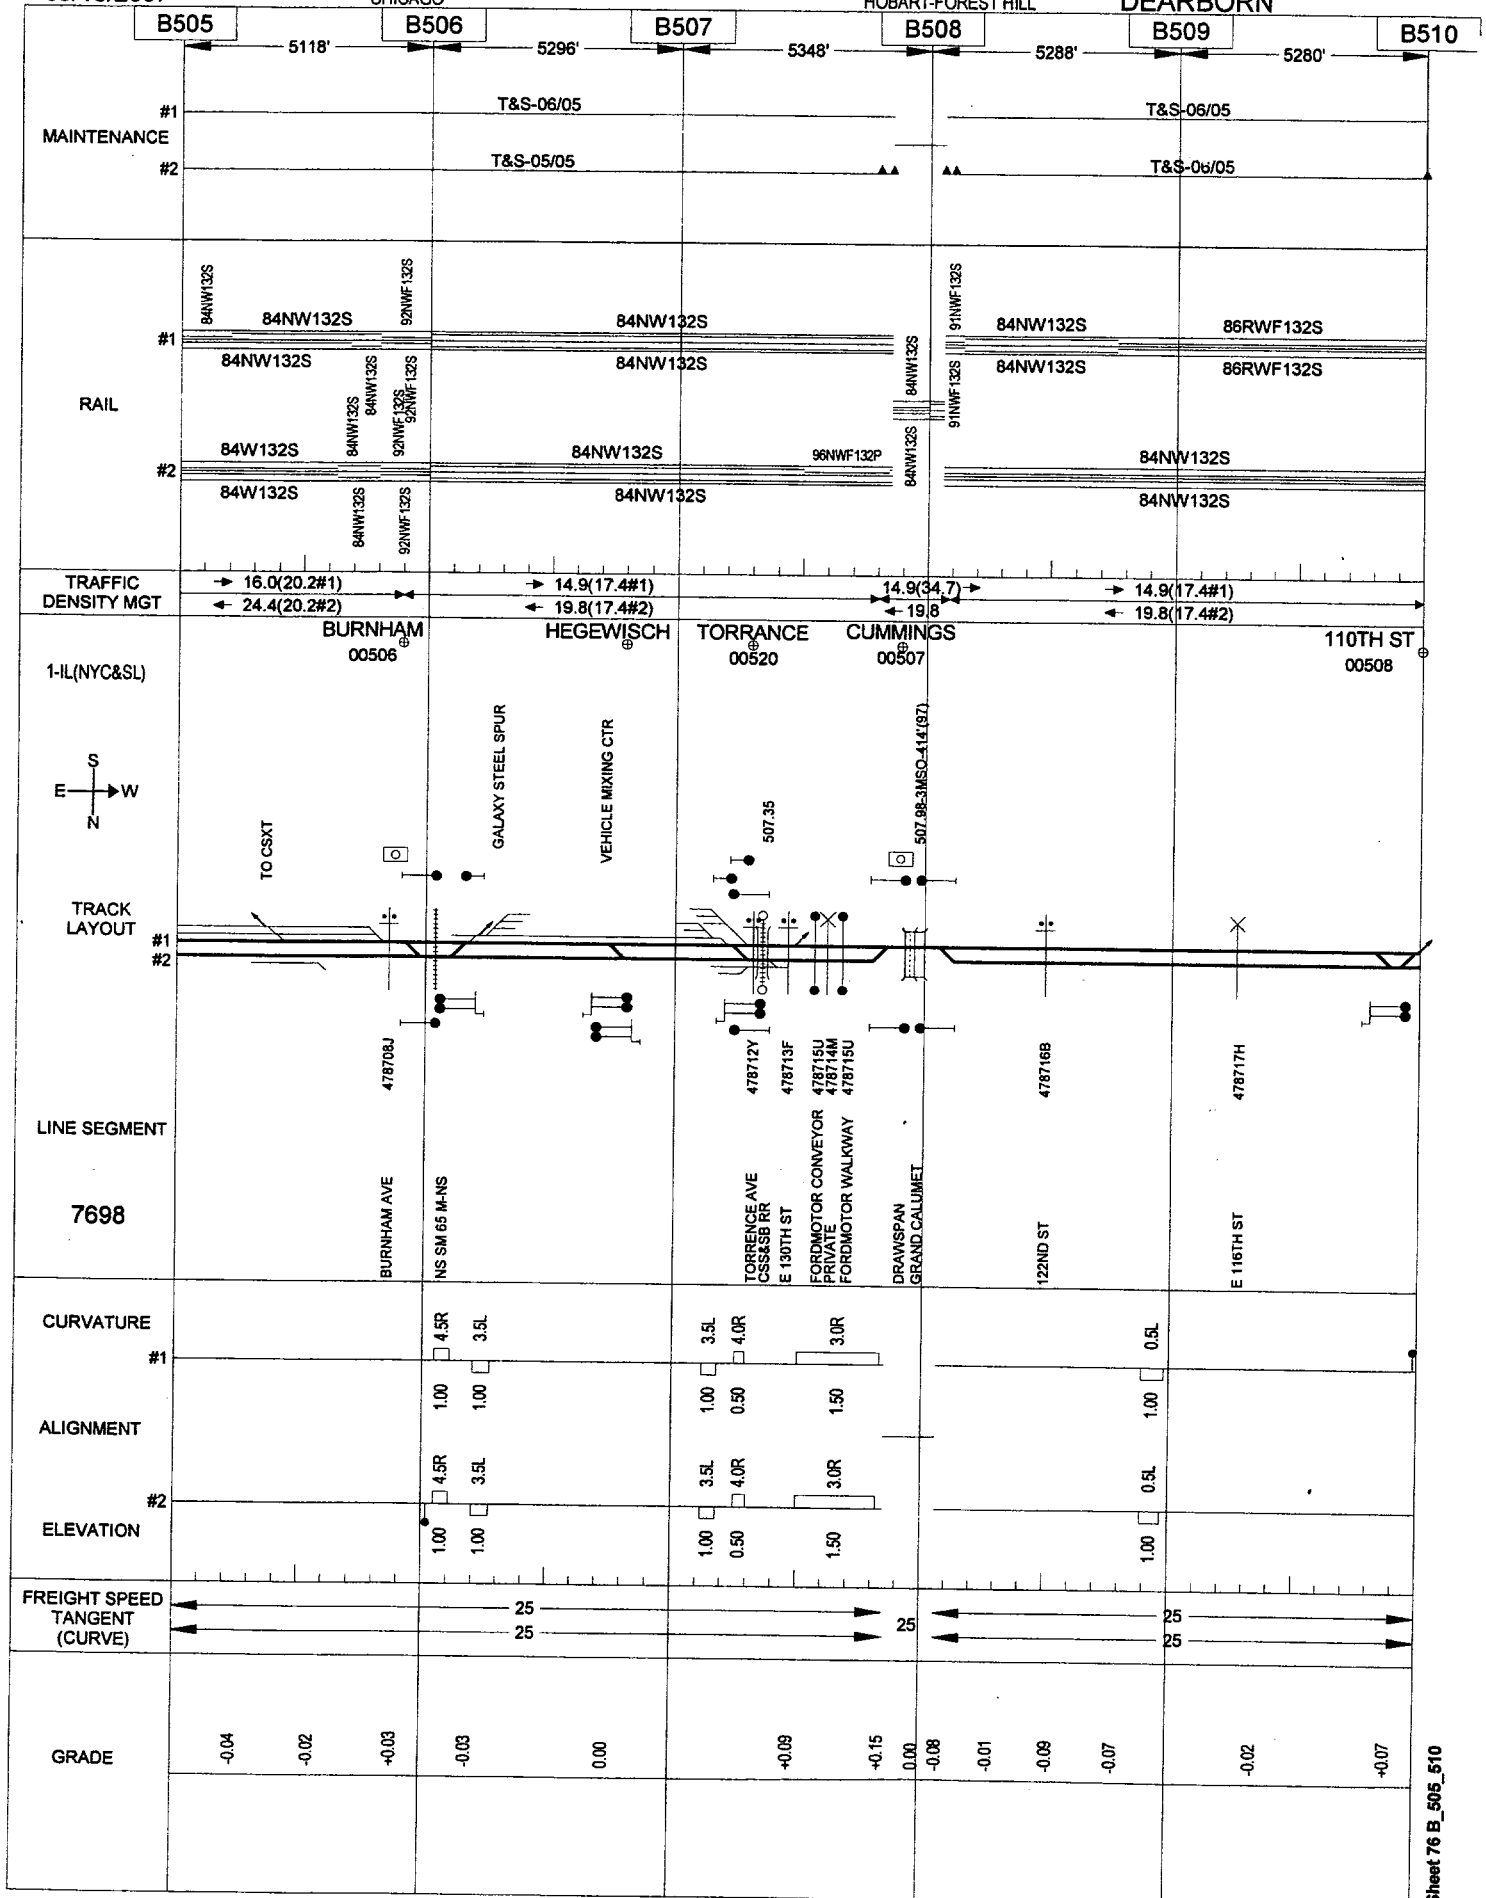 CHICAGO
HOBART-FOREST HILL
DEARBORN
B505 B506 B507 B508 B509 B510
5118' 5296' 5348' 5288' 5280'
MAINTENANCE
#1 T&S-06/05 T&S-06/05
#2 T&S-05/05 T&S-06/05
RAIL
84NW132S
92NWF132S
91NWF132S
#1
84NW132S 84NW132S 84NW132S 86RWF132S
84NW132S 84NW132S 84NW132S 86RWF132S
84NW132S
84NW132S
92NWF132S
92NWF132S
84NW132S
91NWF132S
#2
84W132S 84NW132S 96NWF132P 84NW132S
84W132S 84NW132S 84NW132S
84NW132S
92NWF132S
84NW132S
TRAFFIC
DENSITY MGT
16.0(20.2#1) 14.9(17.4#1) 14.9(34.7) 14.9(17.4#1)
24.4(20.2#2) 19.8(17.4#2) 19.8 19.8(17.4#2)
BURNHAM HEGEWISCH TORRANCE CUMMINGS 110TH ST
00506 00520 00507 00508
1-IL(NYC&SL)
S
E W
N
TO CSXT
GALAXY STEEL SPUR
VEHICLE MIXING CTR
507.35
507.98-3MSO-414'(97)
TRACK
LAYOUT
#1
#2
478708J
478712Y
478713F
478715U
478714M
478715U
478716B
478717H
LINE SEGMENT
7698
BURNHAM AVE
NS SM 65 M-NS
TORRENCE AVE
CSS&SB RR
E 130TH ST
FORDMOTOR CONVEYOR
PRIVATE
FORDMOTOR WALKWAY
DRAWSPAN
GRAND CALUMET
122ND ST
E 116TH ST
CURVATURE
#1
4.5R 3.5L 3.5L 4.0R 3.0R 0.5L
1.00 1.00 1.00 0.50 1.50 1.00
ALIGNMENT
#2
4.5R 3.5L 3.5L 4.0R 3.0R 0.5L
1.00 1.00 1.00 0.50 1.50 1.00
ELEVATION
FREIGHT SPEED
TANGENT
(CURVE)
25 25 25
25 25
GRADE
-0.04 -0.02 +0.03 -0.03 0.00 +0.09 +0.15 0.00 -0.08 -0.01 -0.09 -0.07 -0.02 +0.07
Sheet 76 B_505_510